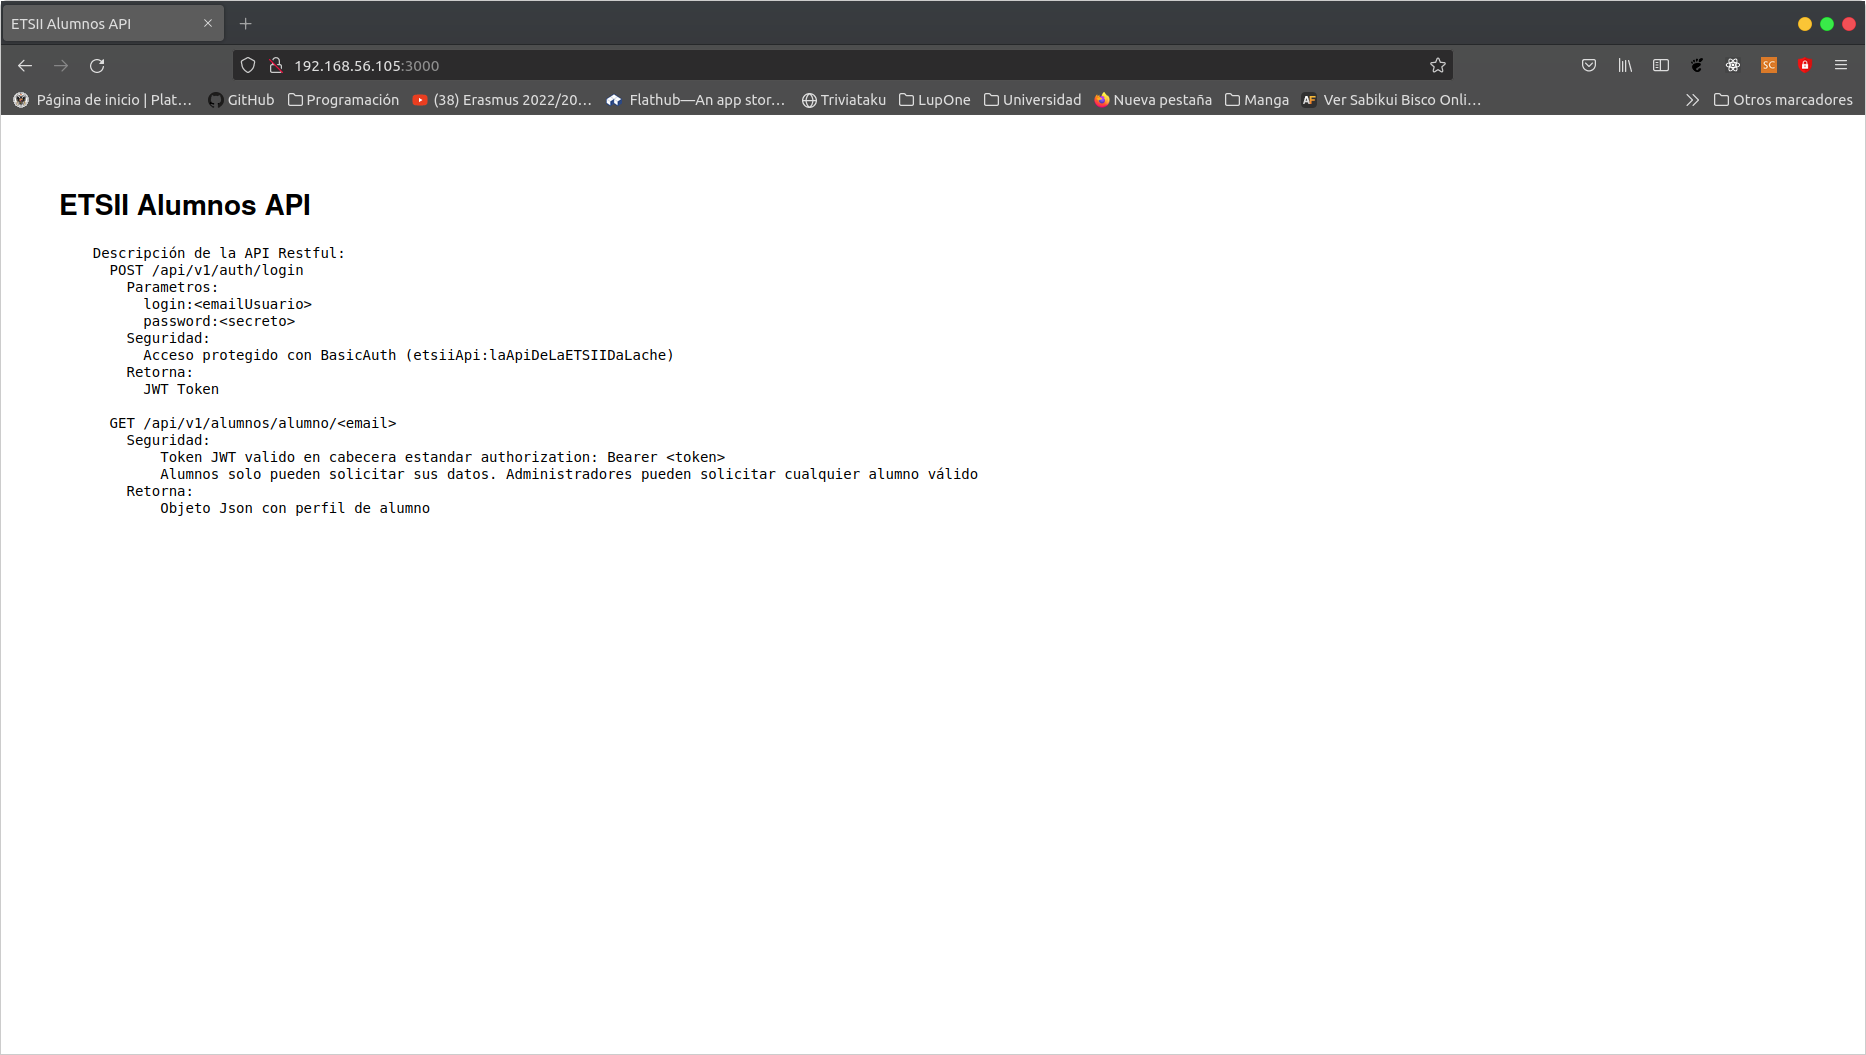 ETSII Alumnos API
192.168.56.105:3000
Página de inicio | Plat… GitHub Programación (38) Erasmus 2022/20… Flathub—An app stor… Triviataku LupOne Universidad Nueva pestaña Manga AF Ver Sabikui Bisco Onli… Otros marcadores
ETSII Alumnos API
Descripción de la API Restful:
POST /api/v1/auth/login
Parametros:
login:<emailUsuario>
password:<secreto>
Seguridad:
Acceso protegido con BasicAuth (etsiiApi:laApiDeLaETSIIDaLache)
Retorna:
JWT Token
GET /api/v1/alumnos/alumno/<email>
Seguridad:
Token JWT valido en cabecera estandar authorization: Bearer <token>
Alumnos solo pueden solicitar sus datos. Administradores pueden solicitar cualquier alumno válido
Retorna:
Objeto Json con perfil de alumno